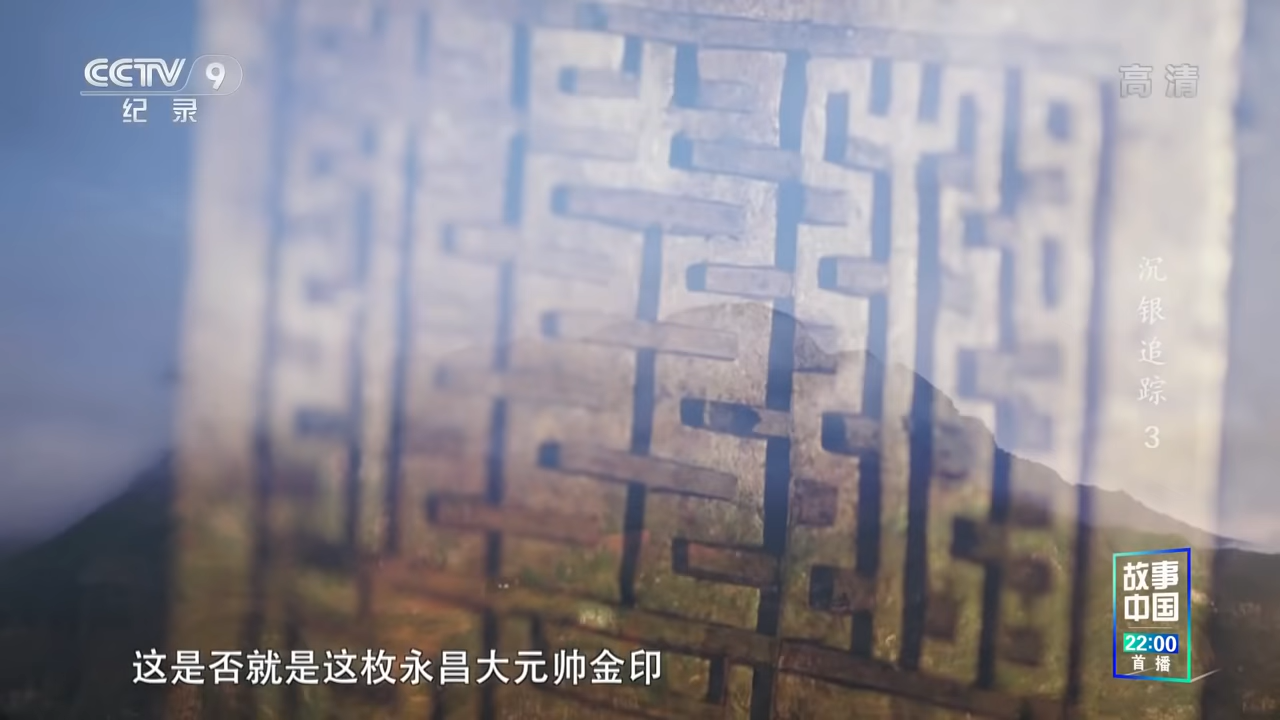 CCTV 9
纪录
高清
沉银追踪 3
故事
中国
22:00
首播
这是否就是这枚永昌大元帅金印